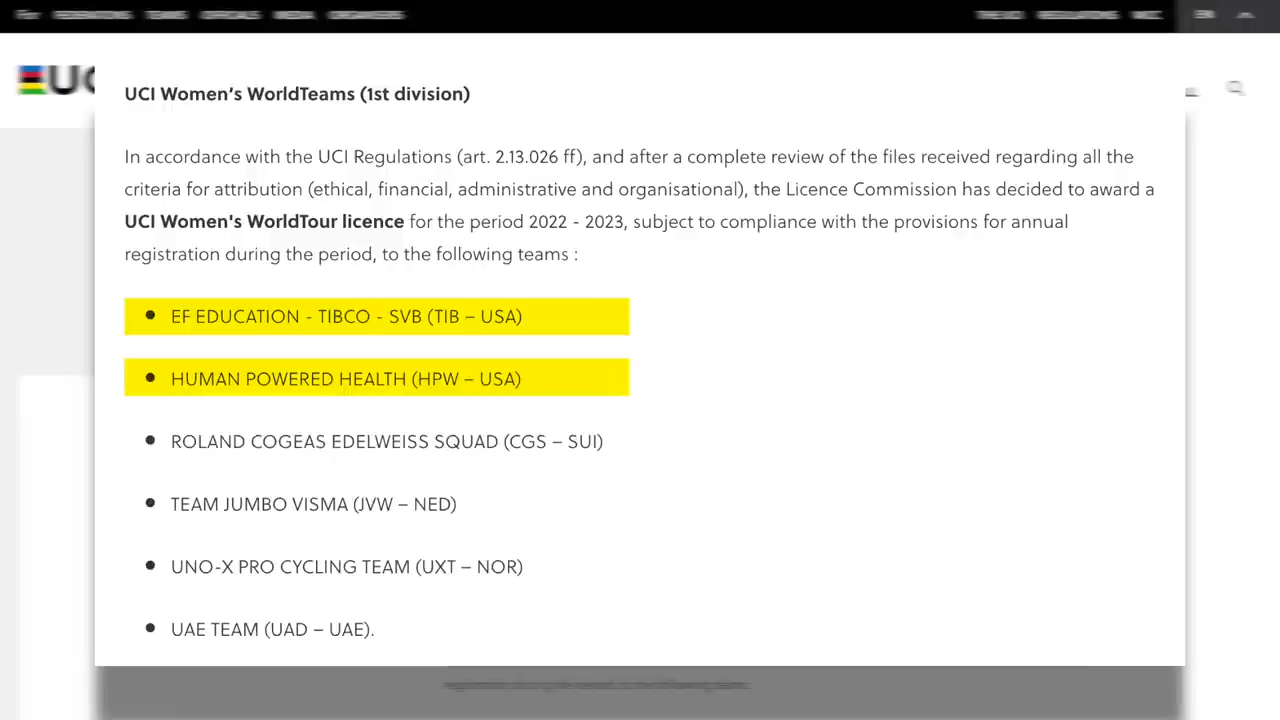 UC
UCI Women's WorldTeams (1st division)
In accordance with the UCI Regulations (art. 2.13.026 ff), and after a complete review of the files received regarding all the
criteria for attribution (ethical, financial, administrative and organisational), the Licence Commission has decided to award a
UCI Women's WorldTour licence for the period 2022 - 2023, subject to compliance with the provisions for annual
registration during the period, to the following teams :
• EF EDUCATION - TIBCO - SVB (TIB – USA)
• HUMAN POWERED HEALTH (HPW – USA)
• ROLAND COGEAS EDELWEISS SQUAD (CGS – SUI)
• TEAM JUMBO VISMA (JVW – NED)
• UNO-X PRO CYCLING TEAM (UXT – NOR)
• UAE TEAM (UAD – UAE).